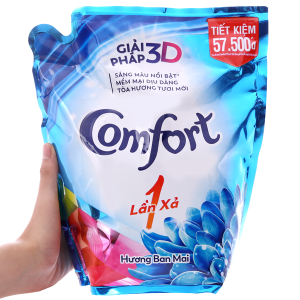 TIẾT KIỆM
57.500đ
GIẢI
PHÁP 3D
SÁNG MÀU NỔI BẬT*
MỀM MẠI DỊU DÀNG
TỎA HƯƠNG TƯƠI MỚI
Comfort
1
Lần Xả
Hương Ban Mai